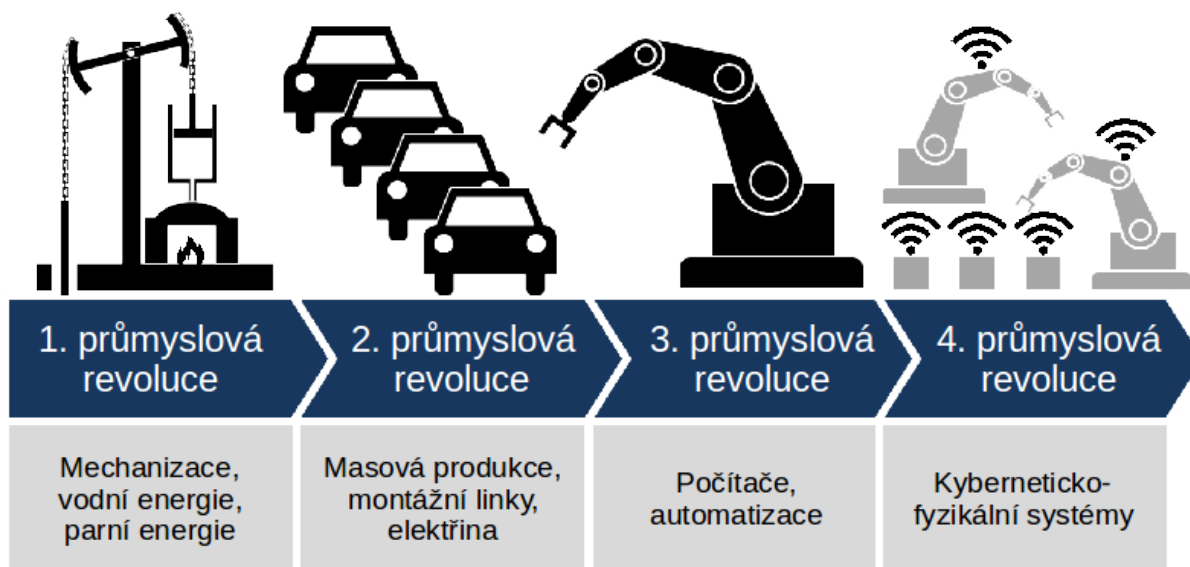 1. průmyslová
revoluce
2. průmyslová
revoluce
3. průmyslová
revoluce
4. průmyslová
revoluce
Mechanizace,
vodní energie,
parní energie
Masová produkce,
montážní linky,
elektřina
Počítače,
automatizace
Kyberneticko-
fyzikální systémy